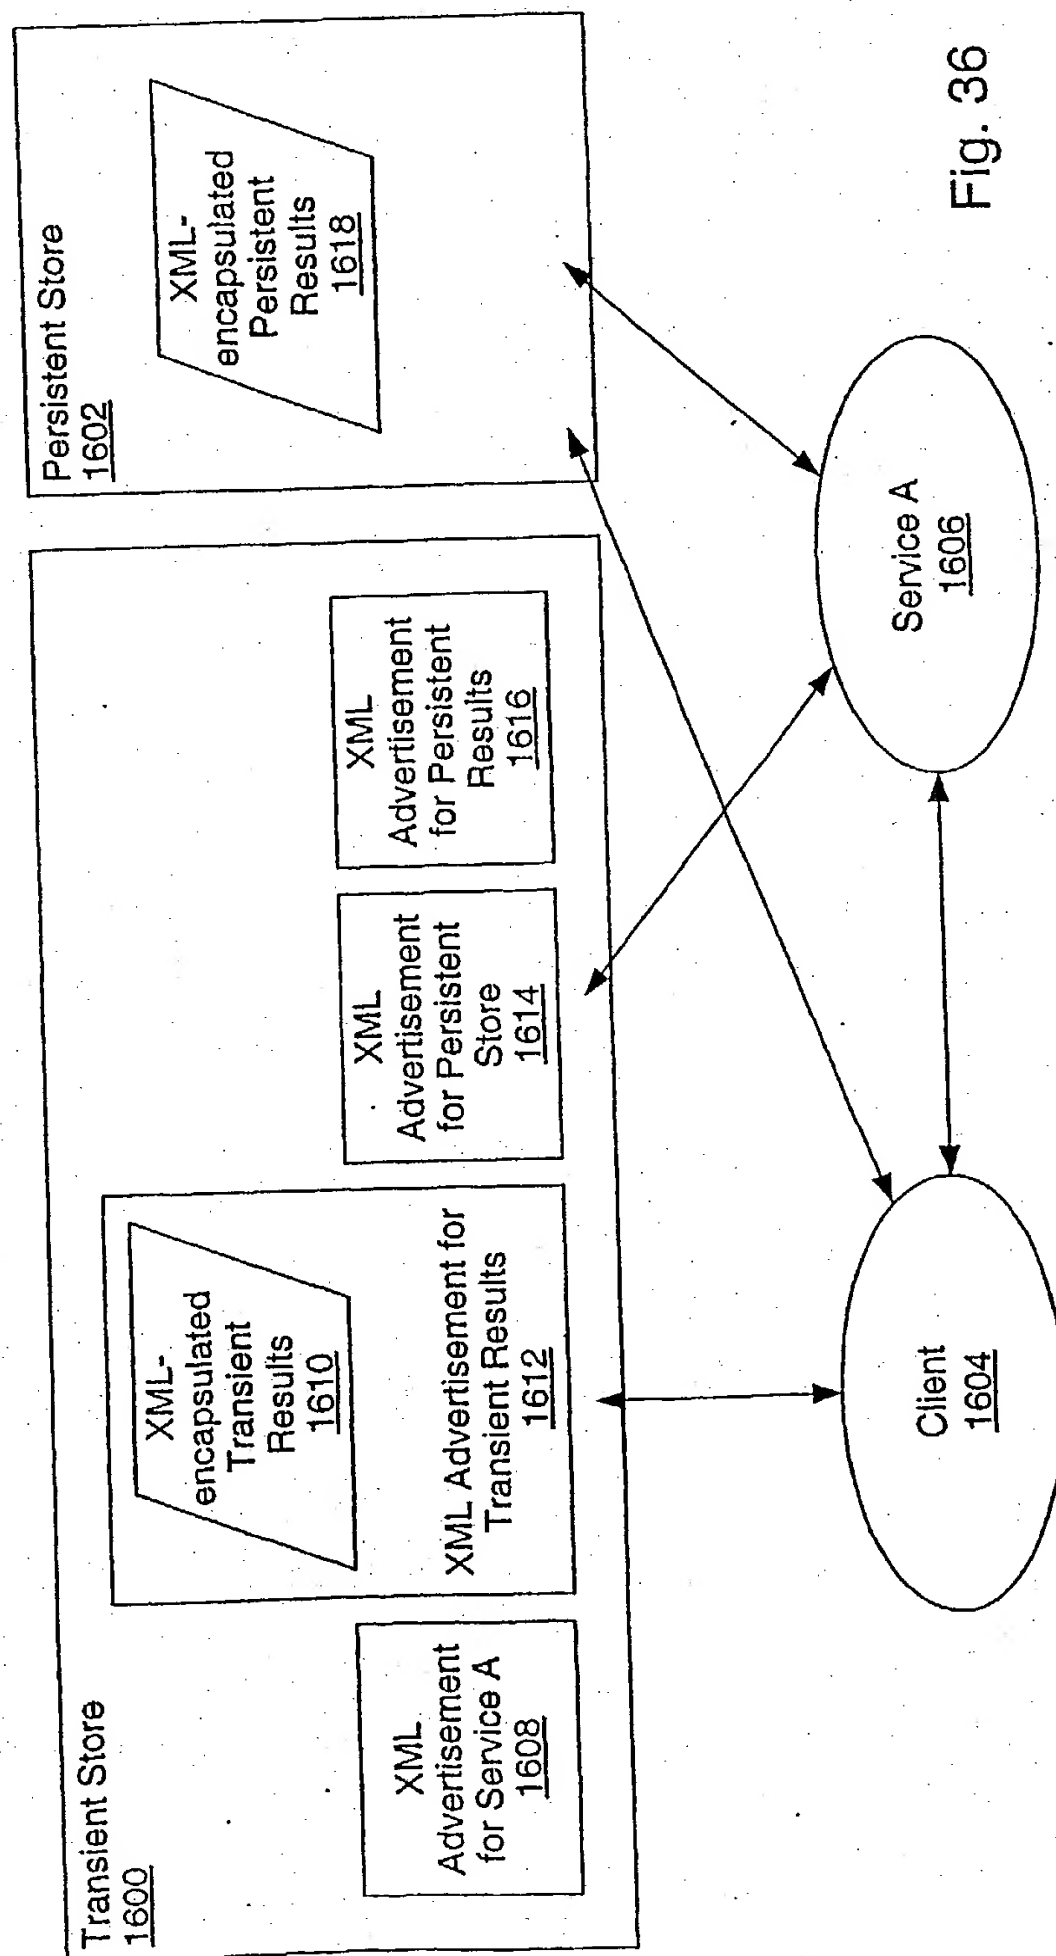 Transient Store
1600
XML
Advertisement
for Service A
1608
XML-
encapsulated
Transient
Results
1610
XML Advertisement for
Transient Results
1612
XML
Advertisement
for Persistent
Store
1614
XML
Advertisement
for Persistent
Results
1616
Persistent Store
1602
XML-
encapsulated
Persistent
Results
1618
Client
1604
Service A
1606
Fig. 36